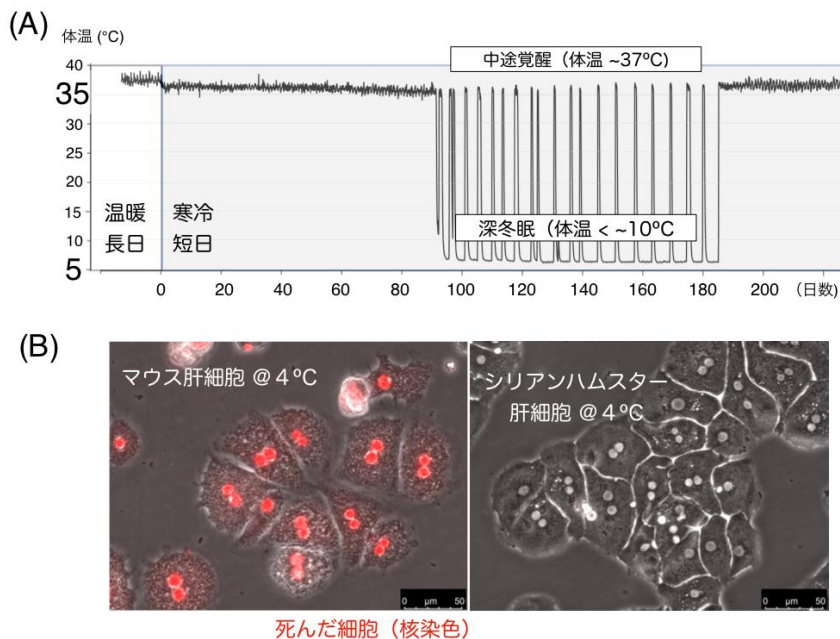 (A)
体温 (°C)
中途覚醒（体温 ~37°C)
40
35
30
25
20
15
10
5
温暖
長日
寒冷
短日
深冬眠（体温 < ~10°C
0
20
40
60
80
100
120
140
160
180
200
（日数）
(B)
マウス肝細胞 @ 4°C
シリアンハムスター
肝細胞 @ 4°C
0 µm 50
0 µm 50
死んだ細胞（核染色）